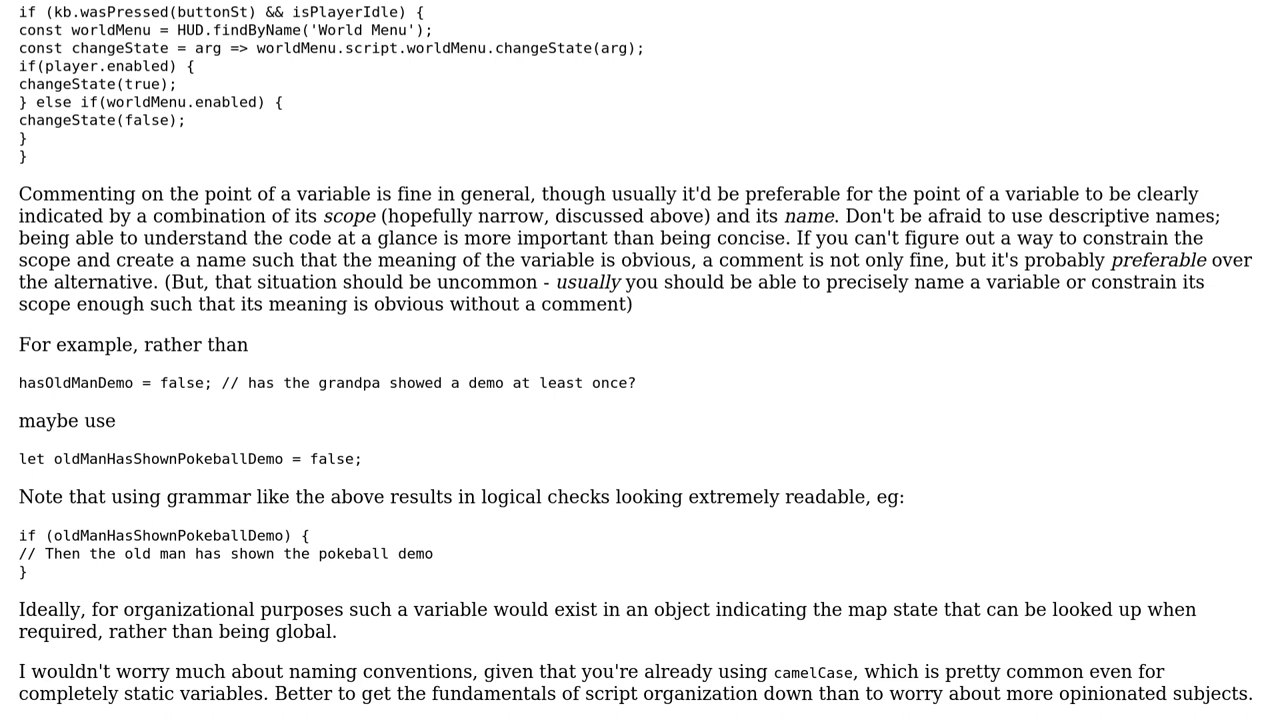 if (kb.wasPressed(buttonSt) && isPlayerIdle) {
const worldMenu = HUD.findByName('World Menu');
const changeState = arg => worldMenu.script.worldMenu.changeState(arg);
if(player.enabled) {
changeState(true);
} else if(worldMenu.enabled) {
changeState(false);
}
}
Commenting on the point of a variable is fine in general, though usually it'd be preferable for the point of a variable to be clearly
indicated by a combination of its scope (hopefully narrow, discussed above) and its name. Don't be afraid to use descriptive names;
being able to understand the code at a glance is more important than being concise. If you can't figure out a way to constrain the
scope and create a name such that the meaning of the variable is obvious, a comment is not only fine, but it's probably preferable over
the alternative. (But, that situation should be uncommon - usually you should be able to precisely name a variable or constrain its
scope enough such that its meaning is obvious without a comment)
For example, rather than
hasOldManDemo = false; // has the grandpa showed a demo at least once?
maybe use
let oldManHasShownPokeballDemo = false;
Note that using grammar like the above results in logical checks looking extremely readable, eg:
if (oldManHasShownPokeballDemo) {
// Then the old man has shown the pokeball demo
}
Ideally, for organizational purposes such a variable would exist in an object indicating the map state that can be looked up when
required, rather than being global.
I wouldn't worry much about naming conventions, given that you're already using camelCase, which is pretty common even for
completely static variables. Better to get the fundamentals of script organization down than to worry about more opinionated subjects.